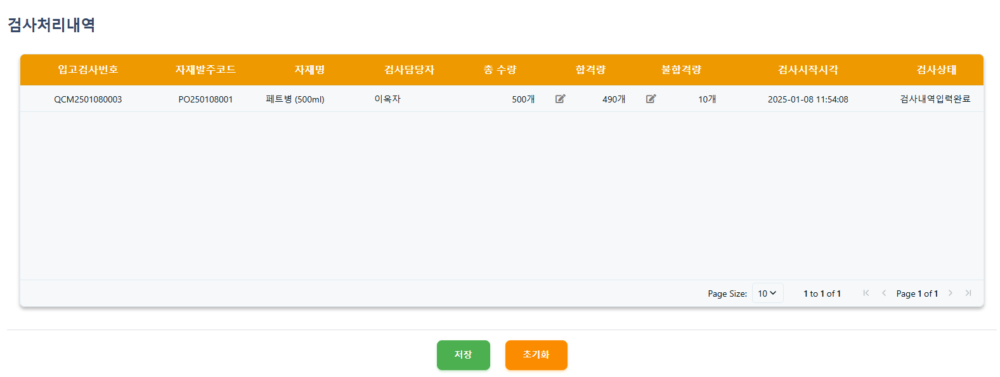 검사처리내역
입고검사번호 자재발주코드 자재명 검사담당자 총 수량 합격량 불합격량 검사시작시각 검사상태
QCM2501080003 PO250108001 페트병 (500ml) 이옥자 500개 490개 10개 2025-01-08 11:54:08 검사내역입력완료
Page Size: 10 1 to 1 of 1 Page 1 of 1
저장 초기화